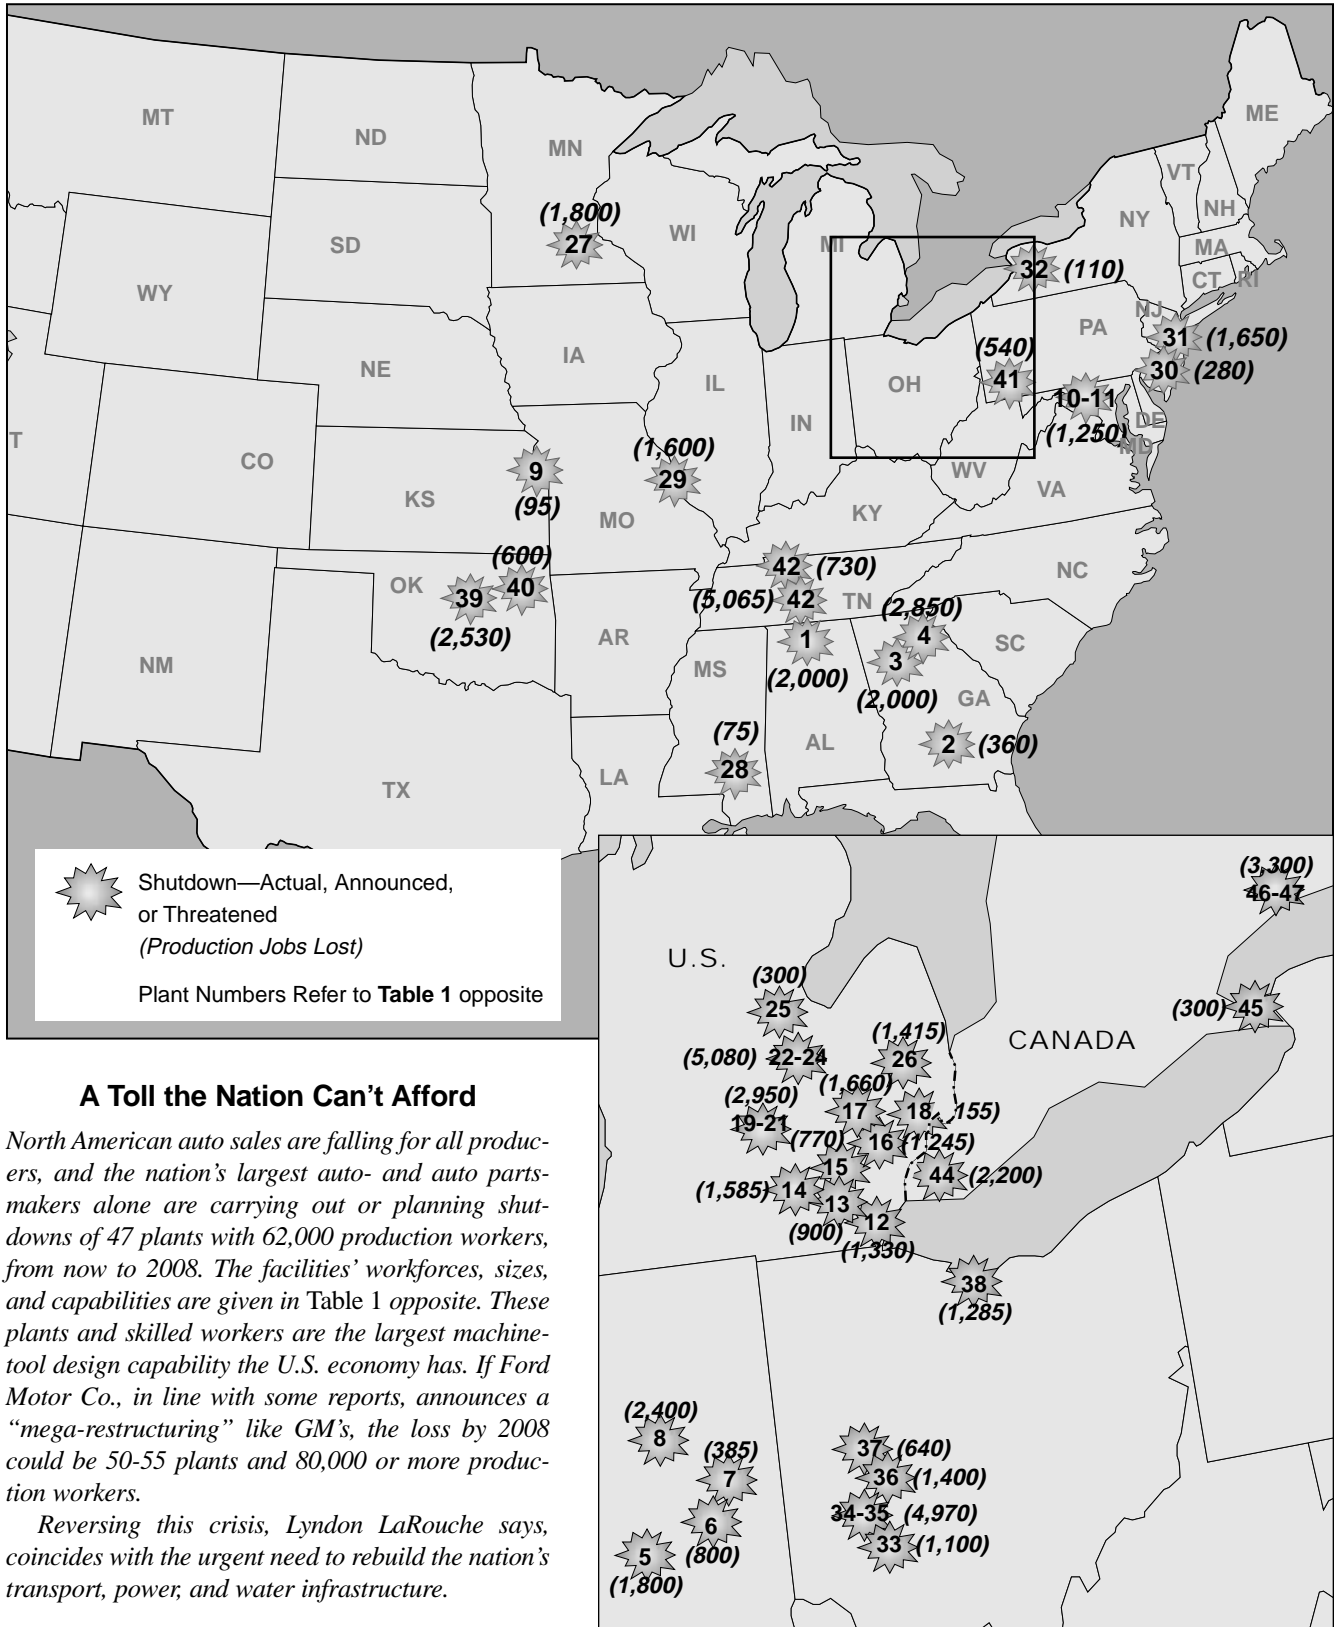 MT
ND
MN
ME
VT
NH
NY
MA
CT
RI
(1,800)
27
WI
MI
SD
WY
32 (110)
NJ
PA
31 (1,650)
30 (280)
(540)
41
10-11
(1,250)
DE
MD
NE
IA
IL
IN
OH
T
CO
KS
9
(95)
(1,600)
29
MO
WV
VA
KY
(600)
40
OK
39
(2,530)
42 (730)
(5,065) 42
TN
NC
(2,850)
4
3
(2,000)
1
(2,000)
SC
GA
2 (360)
NM
AR
MS
AL
(75)
28
LA
TX
Shutdown—Actual, Announced,
or Threatened
(Production Jobs Lost)
Plant Numbers Refer to Table 1 opposite
A Toll the Nation Can't Afford
North American auto sales are falling for all produc-
ers, and the nation's largest auto- and auto parts-
makers alone are carrying out or planning shut-
downs of 47 plants with 62,000 production workers,
from now to 2008. The facilities' workforces, sizes,
and capabilities are given in Table 1 opposite. These
plants and skilled workers are the largest machine-
tool design capability the U.S. economy has. If Ford
Motor Co., in line with some reports, announces a
“mega-restructuring” like GM's, the loss by 2008
could be 50-55 plants and 80,000 or more produc-
tion workers.
Reversing this crisis, Lyndon LaRouche says,
coincides with the urgent need to rebuild the nation's
transport, power, and water infrastructure.
(3,300)
46-47
U.S.
(300)
25
(300) 45
CANADA
(5,080) 22-24
(1,415)
26
(2,950)
19-21
(1,660)
17
18 155)
(770)
16 (1,245)
15
44 (2,200)
(1,585) 14
13
(900)
12
(1,330)
38
(1,285)
(2,400)
8
(385)
7
6
(800)
5
(1,800)
37 (640)
36 (1,400)
34-35 (4,970)
33 (1,100)